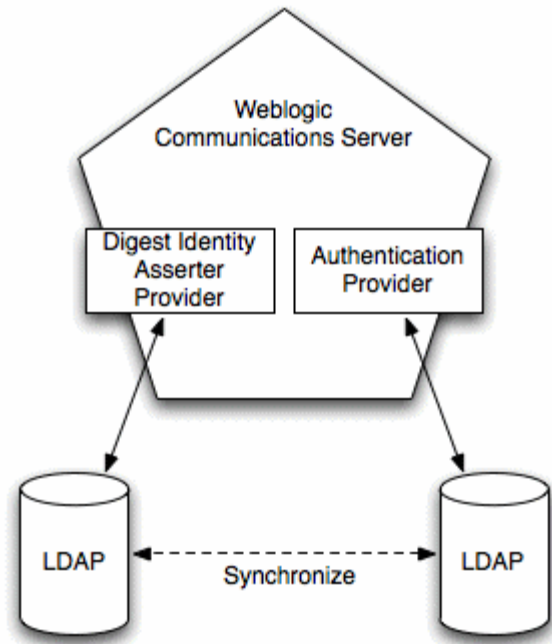 Weblogic
Communications Server
Digest Identity
Asserter
Provider
Authentication
Provider
LDAP
LDAP
Synchronize